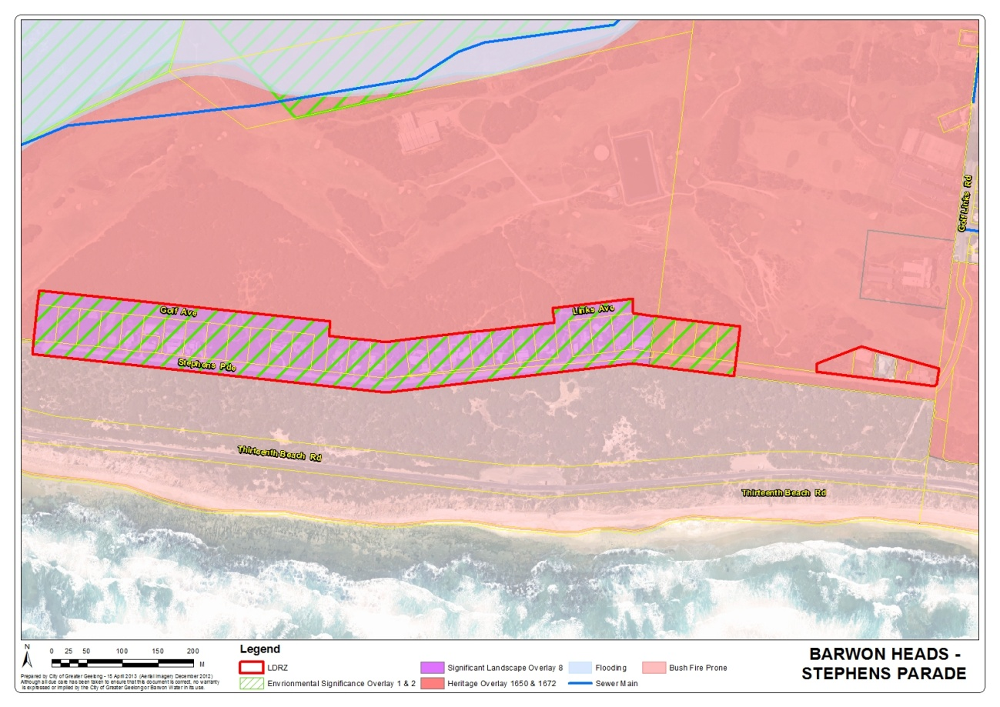 Golf Links Rd
Golf Ave
Links Ave
Stephens Pde
Thirteenth Beach Rd
Thirteenth Beach Rd
N
0 25 50 100 150 200
M
Prepared by City of Greater Geelong - 15 April 2013 (Aerial Imagery December 2012)
Although all due care has been taken to ensure that this document is correct, no warranty
is expressed or implied by the City of Greater Geelong or Barwon Water in its use.
Legend
LDRZ
Envrionmental Significance Overlay 1 & 2
Significant Landscape Overlay 8
Heritage Overlay 1650 & 1672
Flooding
Sewer Main
Bush Fire Prone
BARWON HEADS -
STEPHENS PARADE